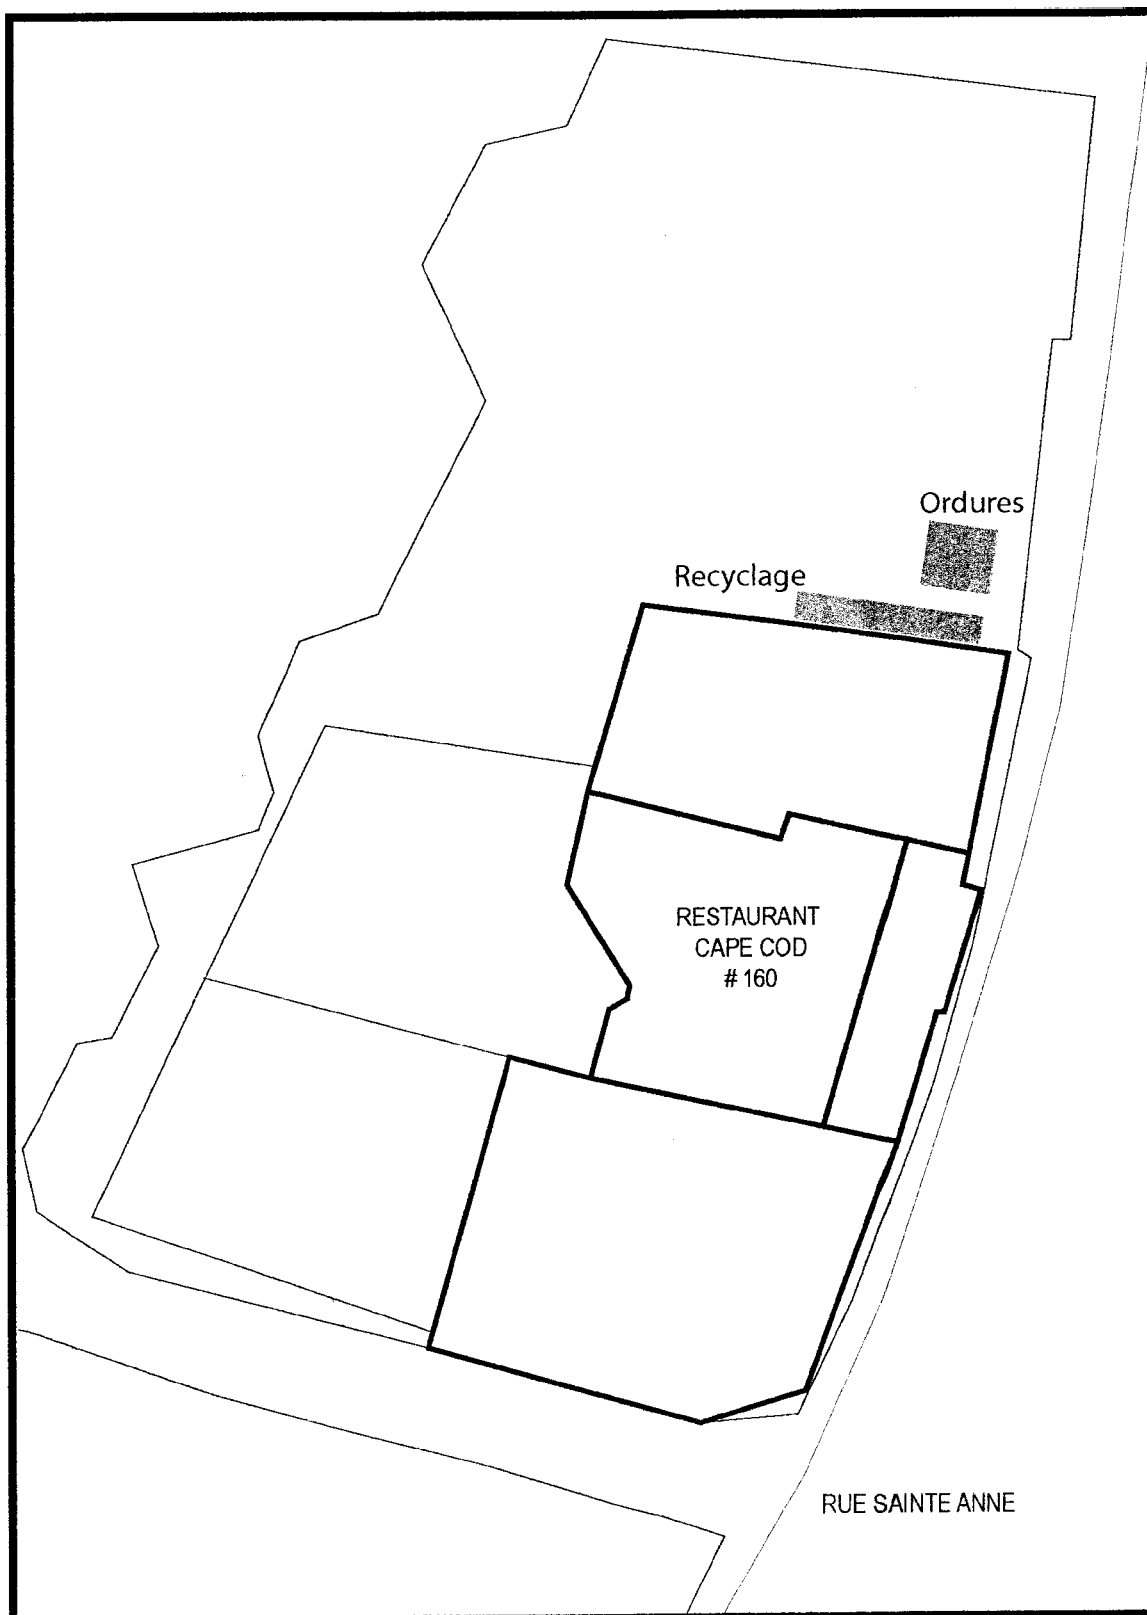 Ordures
Recyclage
RESTAURANT
CAPE COD
# 160
RUE SAINTE ANNE